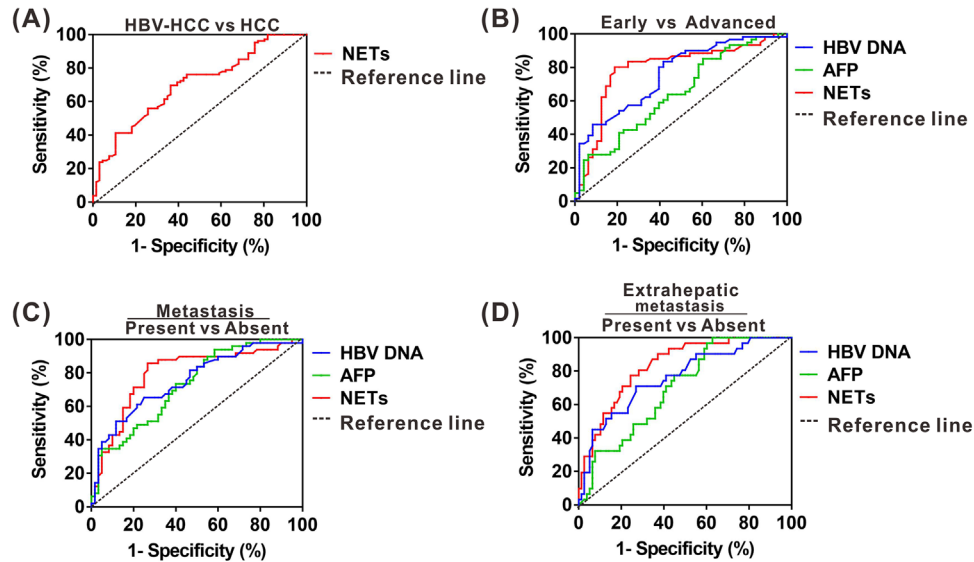 (A)
HBV-HCC vs HCC
100
80
60
40
20
0
Sensitivity (%)
0 20 40 60 80 100
1- Specificity (%)
NETs
Reference line
(B)
Early vs Advanced
100
80
60
40
20
0
Sensitivity (%)
0 20 40 60 80 100
1- Specificity (%)
HBV DNA
AFP
NETs
Reference line
(C)
Metastasis
Present vs Absent
100
80
60
40
20
0
Sensitivity (%)
0 20 40 60 80 100
1- Specificity (%)
HBV DNA
AFP
NETs
Reference line
(D)
Extrahepatic
metastasis
Present vs Absent
100
80
60
40
20
0
Sensitivity (%)
0 20 40 60 80 100
1- Specificity (%)
HBV DNA
AFP
NETs
Reference line